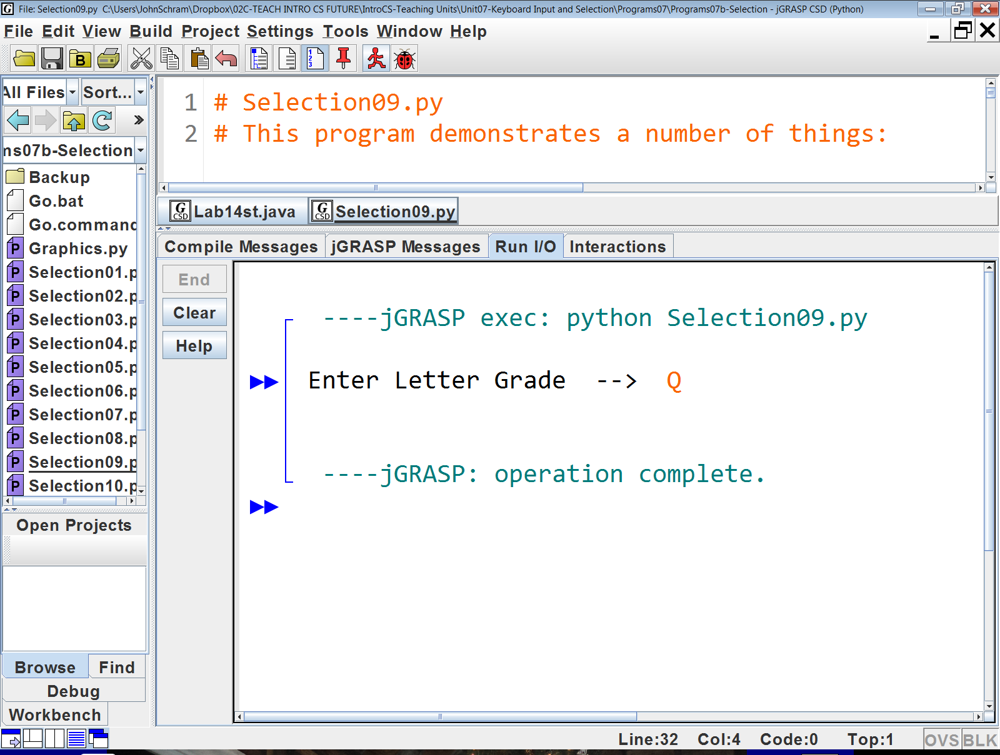 File: Selection09.py  C:\Users\JohnSchram\Dropbox\02C-TEACH INTRO CS FUTURE\IntroCS-Teaching Units\Unit07-Keyboard Input and Selection\Programs07\Programs07b-Selection - jGRASP CSD (Python)
File Edit View Build Project Settings Tools Window Help
All Files Sort...
ms07b-Selection
Backup
Go.bat
Go.command
Graphics.py
Selection01.p
Selection02.p
Selection03.p
Selection04.p
Selection05.p
Selection06.p
Selection07.p
Selection08.p
Selection09.p
Selection10.p
Open Projects
Browse Find
Debug
Workbench
1 # Selection09.py
2 # This program demonstrates a number of things:
Lab14st.java Selection09.py
Compile Messages jGRASP Messages Run I/O Interactions
End
Clear
Help
----jGRASP exec: python Selection09.py
Enter Letter Grade  -->  Q
----jGRASP: operation complete.
Line:32 Col:4 Code:0 Top:1 OVS BLK